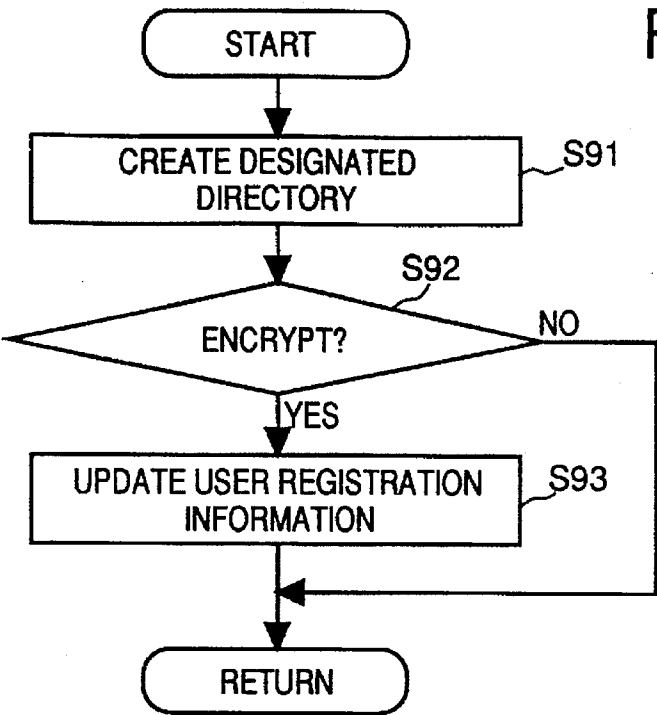 START
CREATE DESIGNATED
DIRECTORY
S91
S92
ENCRYPT?
NO
YES
UPDATE USER REGISTRATION
INFORMATION
S93
RETURN